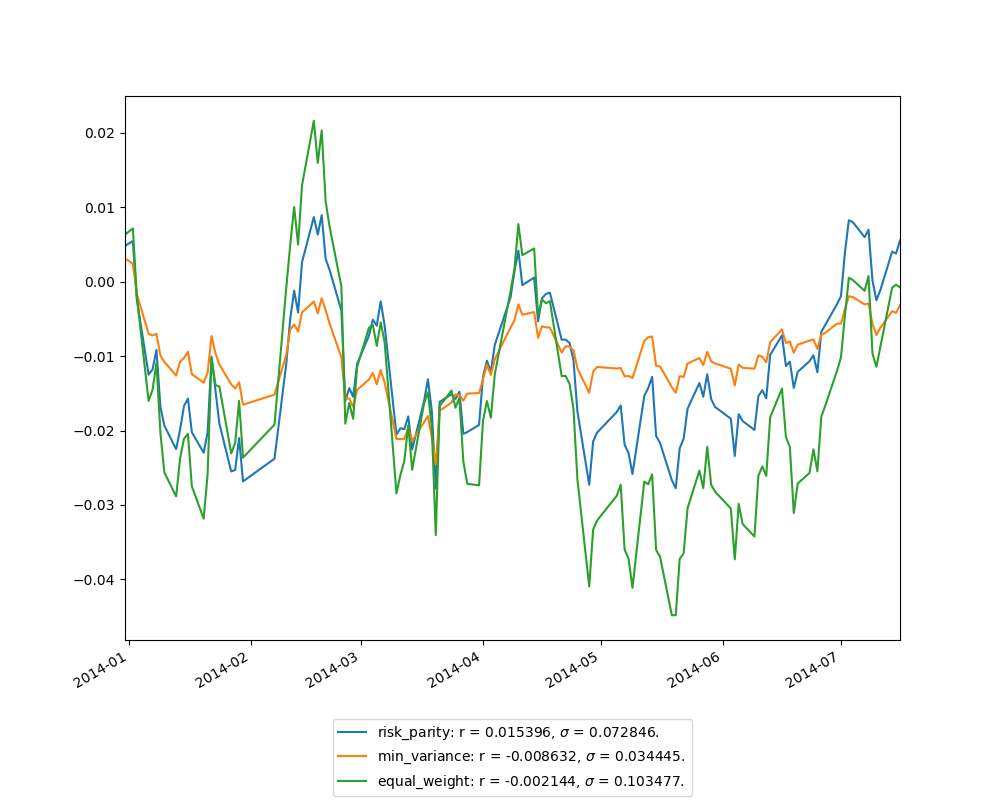 0.02
0.01
0.00
−0.01
−0.02
−0.03
−0.04
2014-01 2014-02 2014-03 2014-04 2014-05 2014-06 2014-07
risk_parity: r = 0.015396, σ = 0.072846.
min_variance: r = -0.008632, σ = 0.034445.
equal_weight: r = -0.002144, σ = 0.103477.